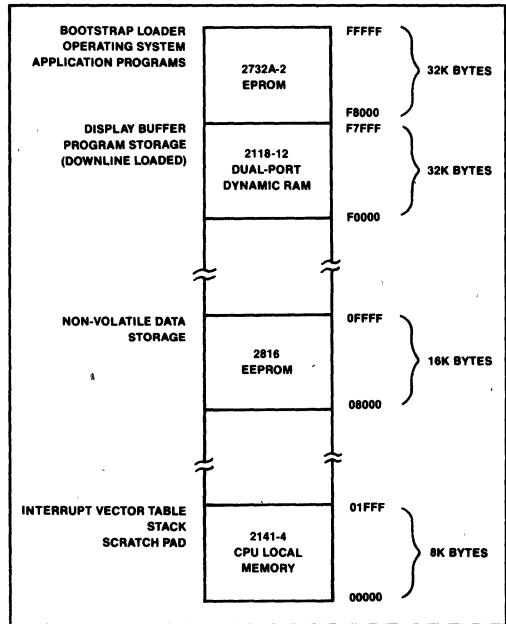 BOOTSTRAP LOADER
OPERATING SYSTEM
APPLICATION PROGRAMS
2732A-2
EPROM
FFFFF
F8000
32K BYTES
DISPLAY BUFFER
PROGRAM STORAGE
(DOWNLINE LOADED)
2118-12
DUAL-PORT
DYNAMIC RAM
F7FFF
F0000
32K BYTES
NON-VOLATILE DATA
STORAGE
2816
EEPROM
0FFFF
08000
16K BYTES
INTERRUPT VECTOR TABLE
STACK
SCRATCH PAD
2141-4
CPU LOCAL
MEMORY
01FFF
00000
8K BYTES